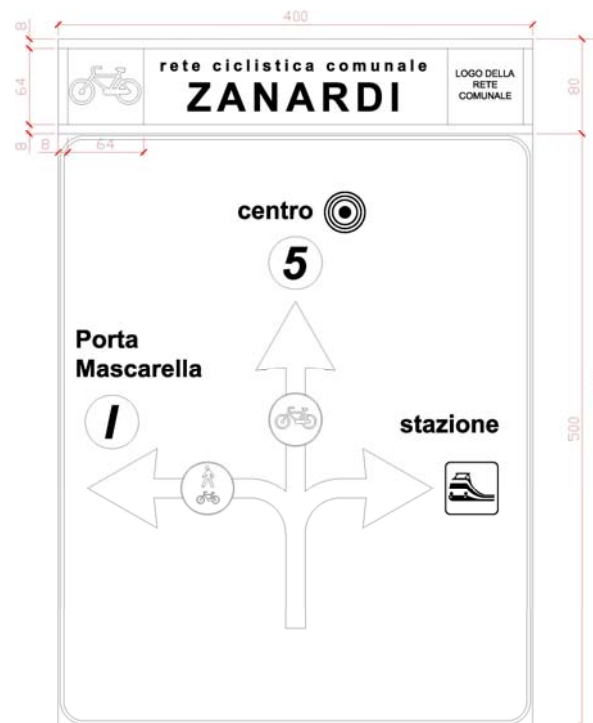 400
8
rete ciclistica comunale
ZANARDI
LOGO DELLA
RETE
COMUNALE
64
80
8
8
64
centro
5
Porta
Mascarella
I
stazione
500